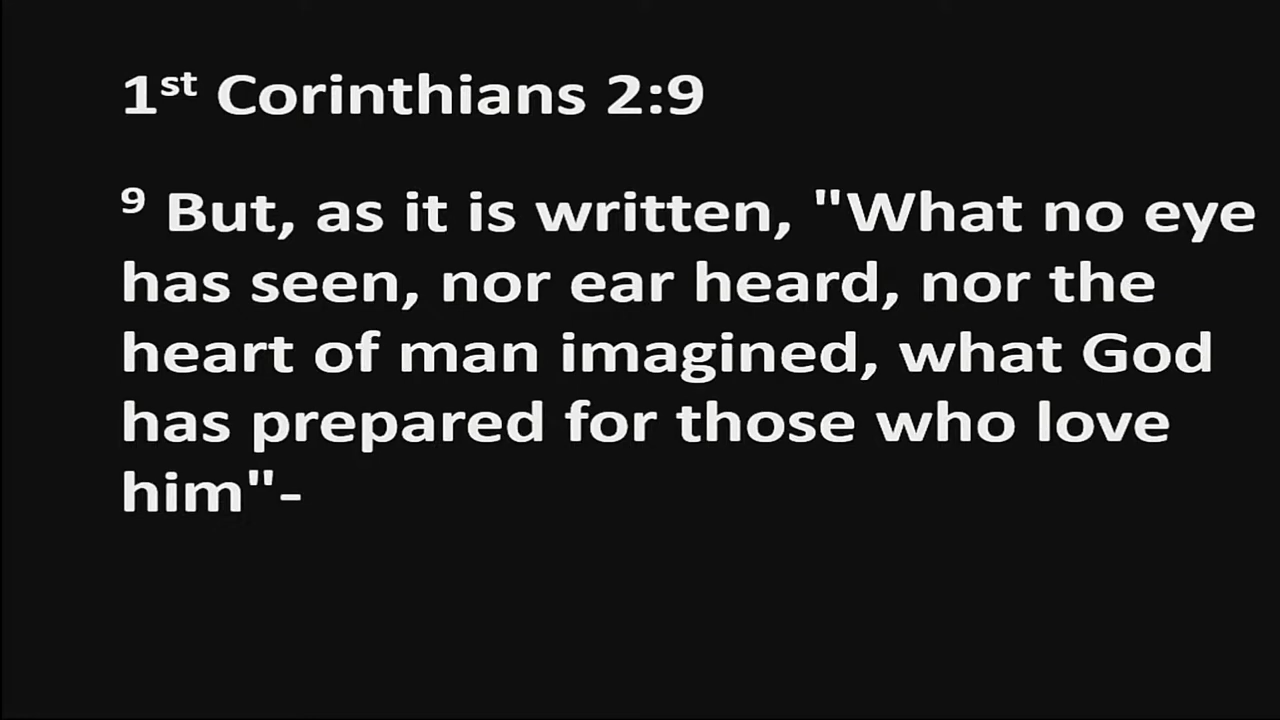 1st Corinthians 2:9
9 But, as it is written, "What no eye
has seen, nor ear heard, nor the
heart of man imagined, what God
has prepared for those who love
him"-